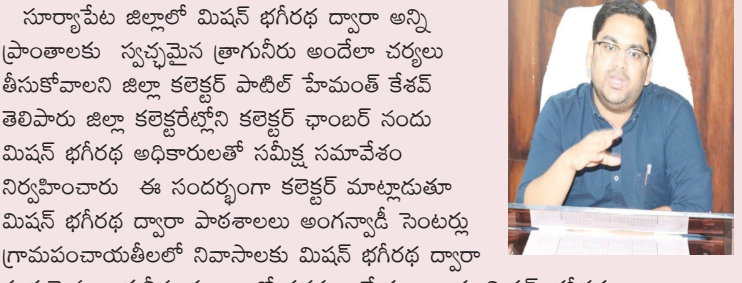 సూర్యాపేట జిల్లాలో మిషన్ భగీరథ ద్వారా అన్ని
ప్రాంతాలకు స్వచ్ఛమైన త్రాగునీరు అందేలా చర్యలు
తీసుకోవాలని జిల్లా కలెక్టర్ పాటిల్ హేమంత్ కేశవ్
తెలిపారు జిల్లా కలెక్టరేట్లోని కలెక్టర్ ఛాంబర్ నందు
మిషన్ భగీరథ అధికారులతో సమీక్ష సమావేశం
నిర్వహించారు ఈ సందర్భంగా కలెక్టర్ మాట్లాడుతూ
మిషన్ భగీరథ ద్వారా పాఠశాలలు అంగన్వాడీ సెంటర్లు
గ్రామపంచాయతీలలో నివాసాలకు మిషన్ భగీరథ ద్వారా